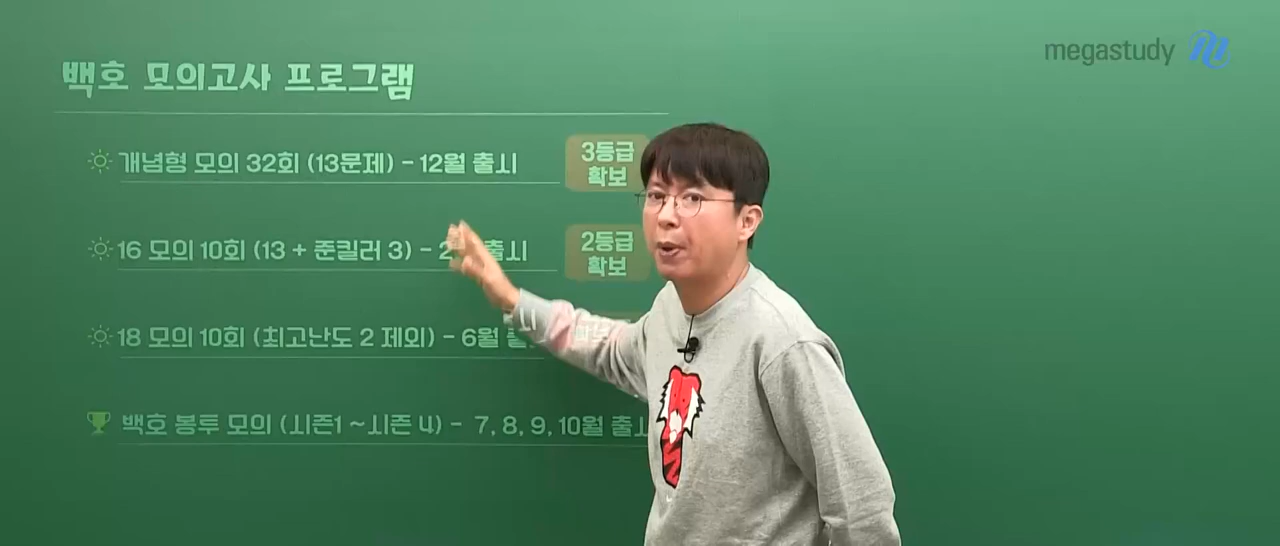 megastudy
백호 모의고사 프로그램
개념형 모의 32회 (13문제) - 12월 출시
3등급
확보
16 모의 10회 (13 + 준킬러 3) - 2 출시
2등급
확보
18 모의 10회 (최고난도 2 제외) - 6월
확보
백호 봉투 모의 (시즌1 ~시즌 4) - 7, 8, 9, 10월 출시